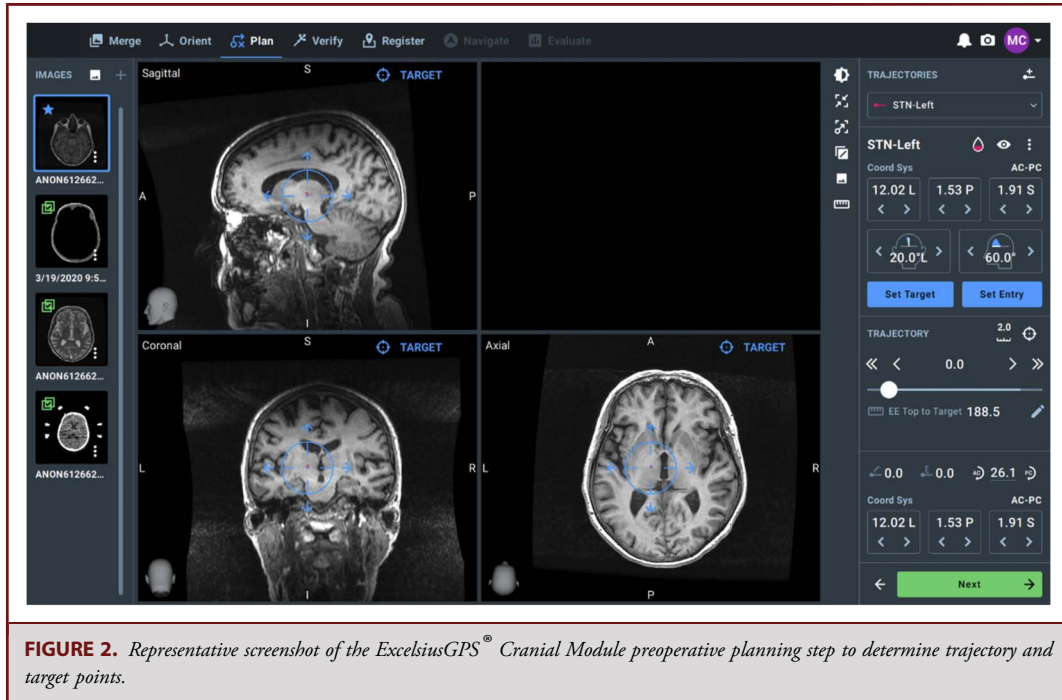 Merge Orient Plan Verify Register Navigate Evaluate MC
IMAGES
ANON612662...
3/19/2020 9:5...
ANON612662...
ANON612662...
Sagittal S TARGET
A P
I
Coronal S TARGET
L R
I
Axial A TARGET
L R
P
TRAJECTORIES
STN-Left
STN-Left
Coord Sys AC-PC
12.02 L 1.53 P 1.91 S
20.0°L 60.0°
Set Target Set Entry
TRAJECTORY 2.0
0.0
EE Top to Target 188.5
0.0 0.0 AC 26.1 PC
Coord Sys AC-PC
12.02 L 1.53 P 1.91 S
Next
FIGURE 2. Representative screenshot of the ExcelsiusGPS® Cranial Module preoperative planning step to determine trajectory and
target points.